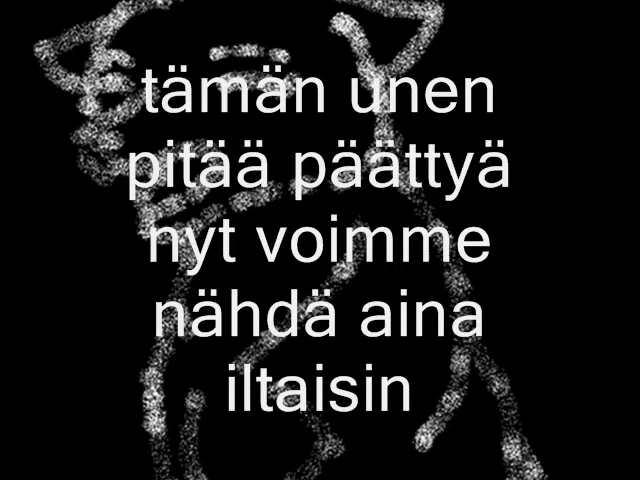 tämän unen
pitää päättyä
nyt voimme
nähdä aina
iltaisin